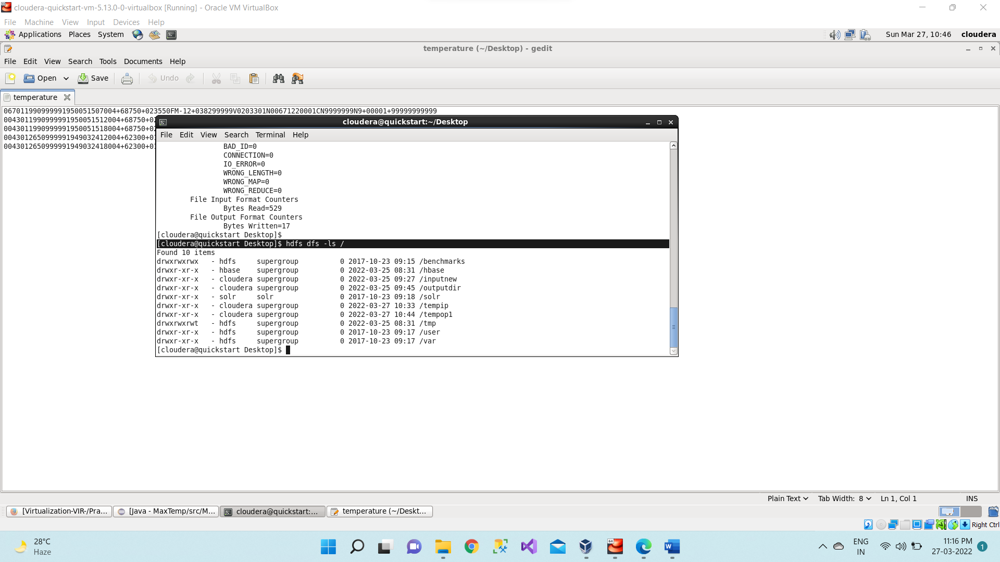 cloudera-quickstart-vm-5.13.0-0-virtualbox [Running] - Oracle VM VirtualBox
File Machine View Input Devices Help
Applications Places System Sun Mar 27, 10:46 cloudera
temperature (~/Desktop) - gedit
File Edit View Search Tools Documents Help
Open Save Undo
temperature
0670119909999991950051507004+68750+023550FM-12+038299999V0203301N00671220001CN9999999N9+00001+99999999999
0043011990999991950051512004+68750+0
0043011990999991950051518004+68750+0
0043012650999991949032412004+62300+0
0043012650999991949032418004+62300+0
cloudera@quickstart:~/Desktop
File Edit View Search Terminal Help
BAD_ID=0
CONNECTION=0
IO_ERROR=0
WRONG_LENGTH=0
WRONG_MAP=0
WRONG_REDUCE=0
File Input Format Counters
Bytes Read=529
File Output Format Counters
Bytes Written=17
[cloudera@quickstart Desktop]$
[cloudera@quickstart Desktop]$ hdfs dfs -ls /
Found 10 items
drwxrwxrwx - hdfs supergroup 0 2017-10-23 09:15 /benchmarks
drwxr-xr-x - hbase supergroup 0 2022-03-25 08:31 /hbase
drwxr-xr-x - cloudera supergroup 0 2022-03-25 09:27 /inputnew
drwxr-xr-x - cloudera supergroup 0 2022-03-25 09:45 /outputdir
drwxr-xr-x - solr solr 0 2017-10-23 09:18 /solr
drwxr-xr-x - cloudera supergroup 0 2022-03-27 10:33 /tempip
drwxr-xr-x - cloudera supergroup 0 2022-03-27 10:44 /tempop1
drwxrwxrwt - hdfs supergroup 0 2022-03-25 08:31 /tmp
drwxr-xr-x - hdfs supergroup 0 2017-10-23 09:17 /user
drwxr-xr-x - hdfs supergroup 0 2017-10-23 09:17 /var
[cloudera@quickstart Desktop]$
Plain Text Tab Width: 8 Ln 1, Col 1 INS
[Virtualization-VIR-/Pra... [Java - MaxTemp/src/M... cloudera@quickstart:... temperature (~/Deskt...
Right Ctrl
28°C
Haze
ENG
IN
11:16 PM
27-03-2022
1